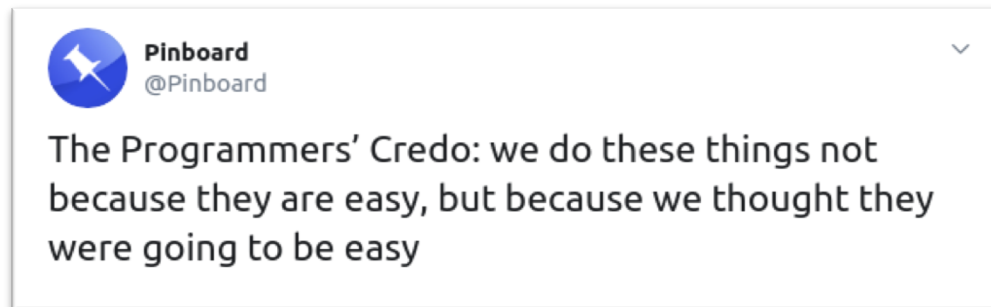 Pinboard
@Pinboard
The Programmers’ Credo: we do these things not
because they are easy, but because we thought they
were going to be easy